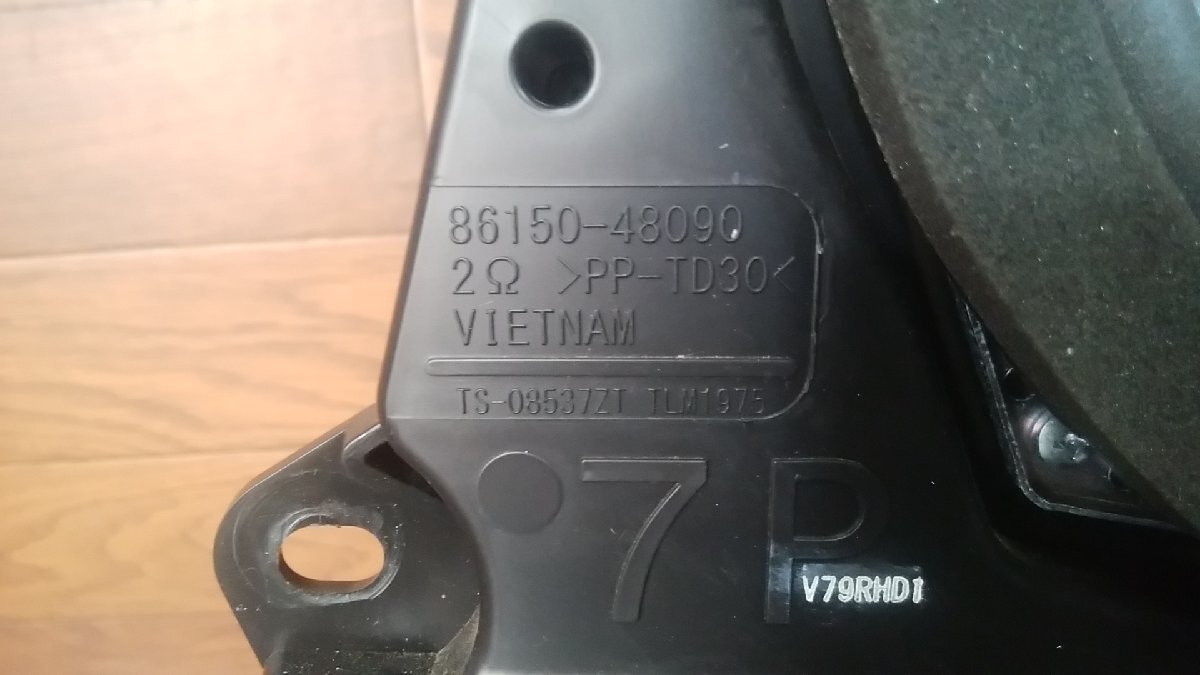 86150-48090
2Ω >PP-TD30<
VIETNAM
TS-08537ZT TLM1975
7P
V79RHD1